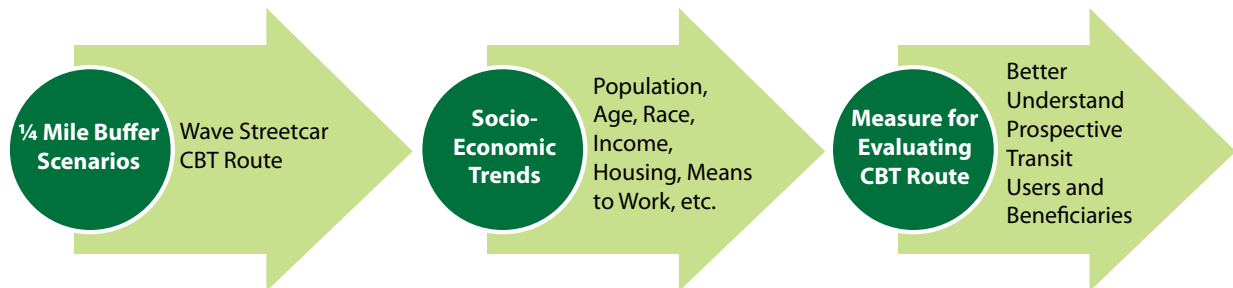 ¼ Mile Buffer
Scenarios
Wave Streetcar
CBT Route
Socio-
Economic
Trends
Population,
Age, Race,
Income,
Housing, Means
to Work, etc.
Measure for
Evaluating
CBT Route
Better
Understand
Prospective
Transit
Users and
Beneficiaries